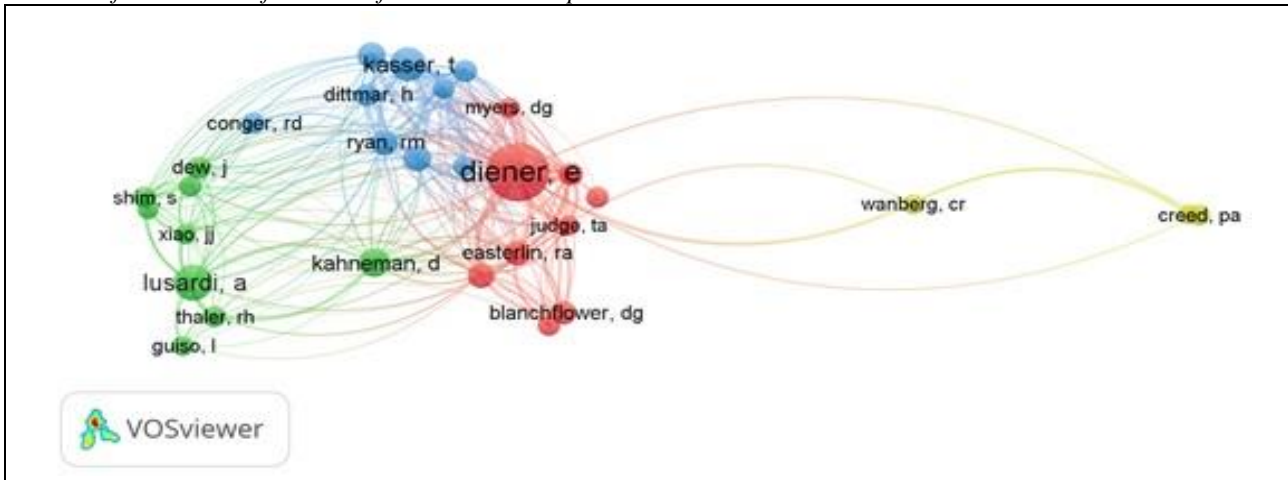 kasser, t
dittmar, h
myers, dg
conger, rd
ryan, rm
dew, j
diener, e
shim, s
wanberg, cr
creed, pa
judge, ta
xiao, jj
easterlin, ra
kahneman, d
lusardi, a
thaler, rh
blanchflower, dg
guiso, l
VOSviewer